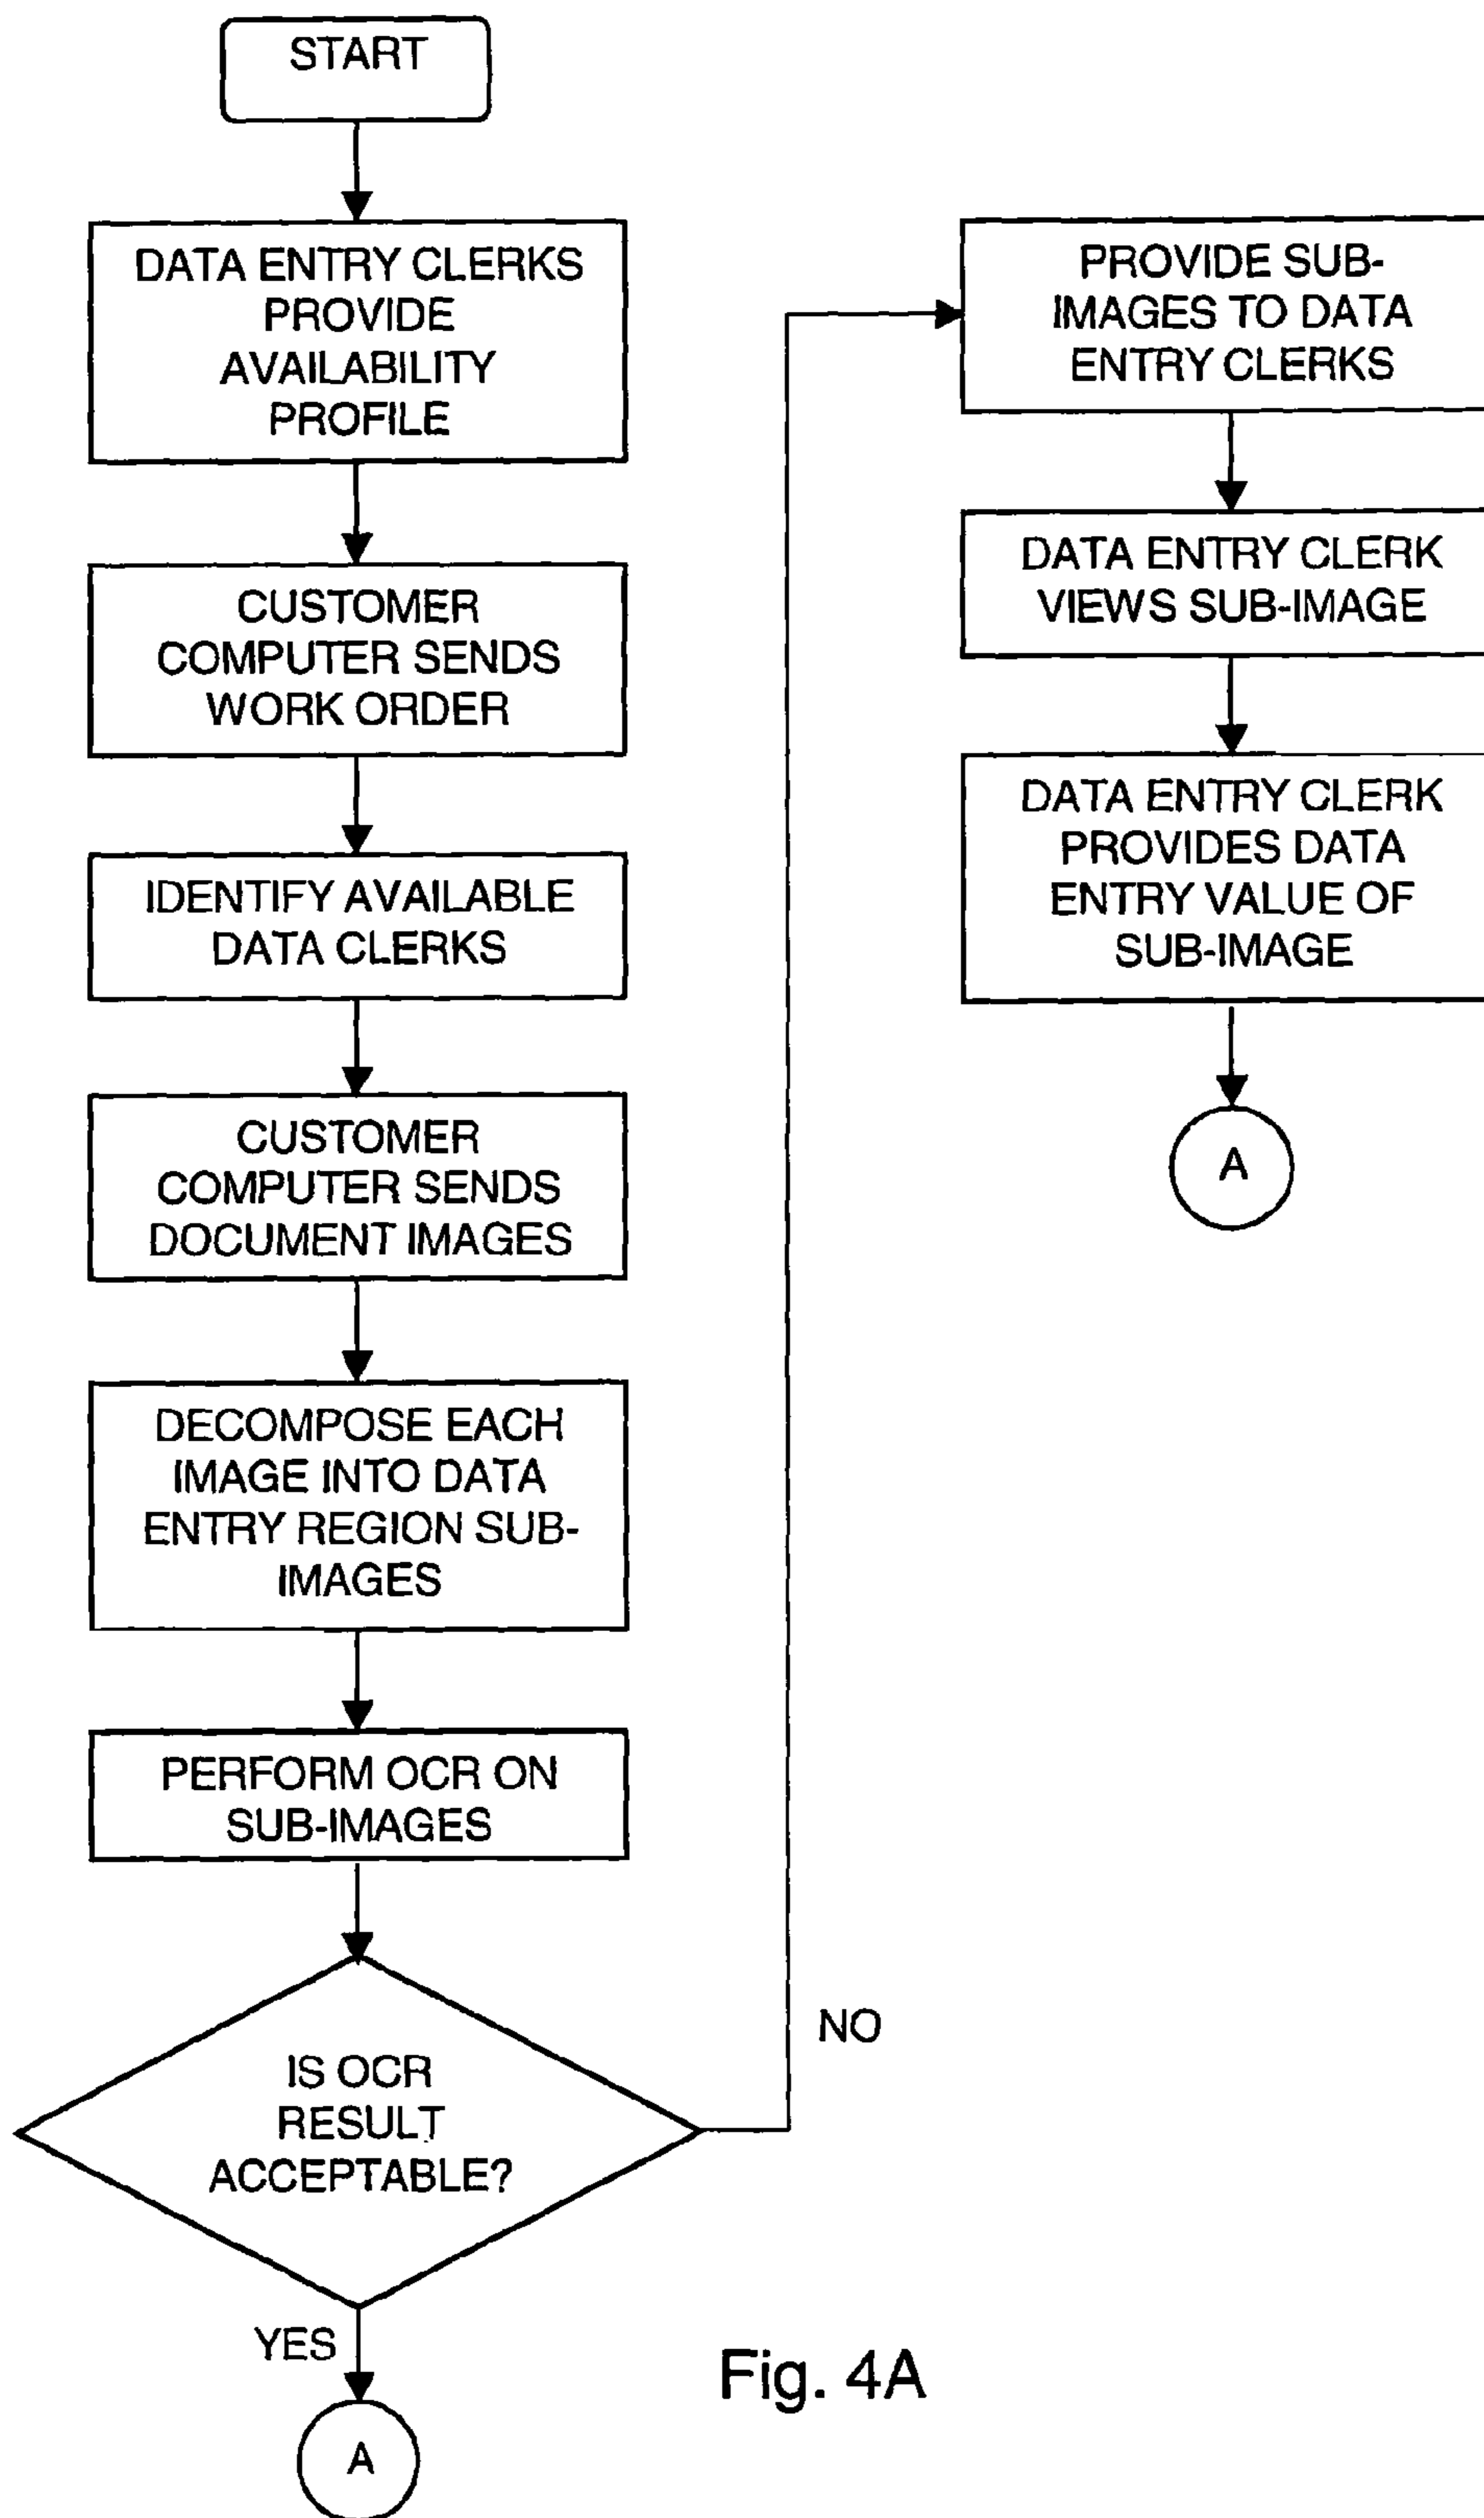 START
DATA ENTRY CLERKS
PROVIDE
AVAILABILITY
PROFILE
CUSTOMER
COMPUTER SENDS
WORK ORDER
IDENTIFY AVAILABLE
DATA CLERKS
CUSTOMER
COMPUTER SENDS
DOCUMENT IMAGES
DECOMPOSE EACH
IMAGE INTO DATA
ENTRY REGION SUB-
IMAGES
PERFORM OCR ON
SUB-IMAGES
IS OCR
RESULT
ACCEPTABLE?
YES
A
NO
PROVIDE SUB-
IMAGES TO DATA
ENTRY CLERKS
DATA ENTRY CLERK
VIEWS SUB-IMAGE
DATA ENTRY CLERK
PROVIDES DATA
ENTRY VALUE OF
SUB-IMAGE
A
Fig. 4A